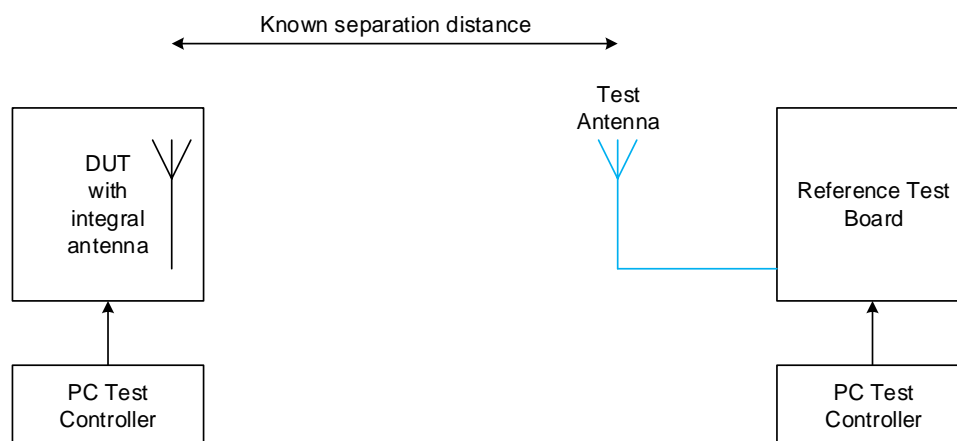 Known separation distance
Test
Antenna
DUT
with
integral
antenna
Reference Test
Board
PC Test
Controller
PC Test
Controller